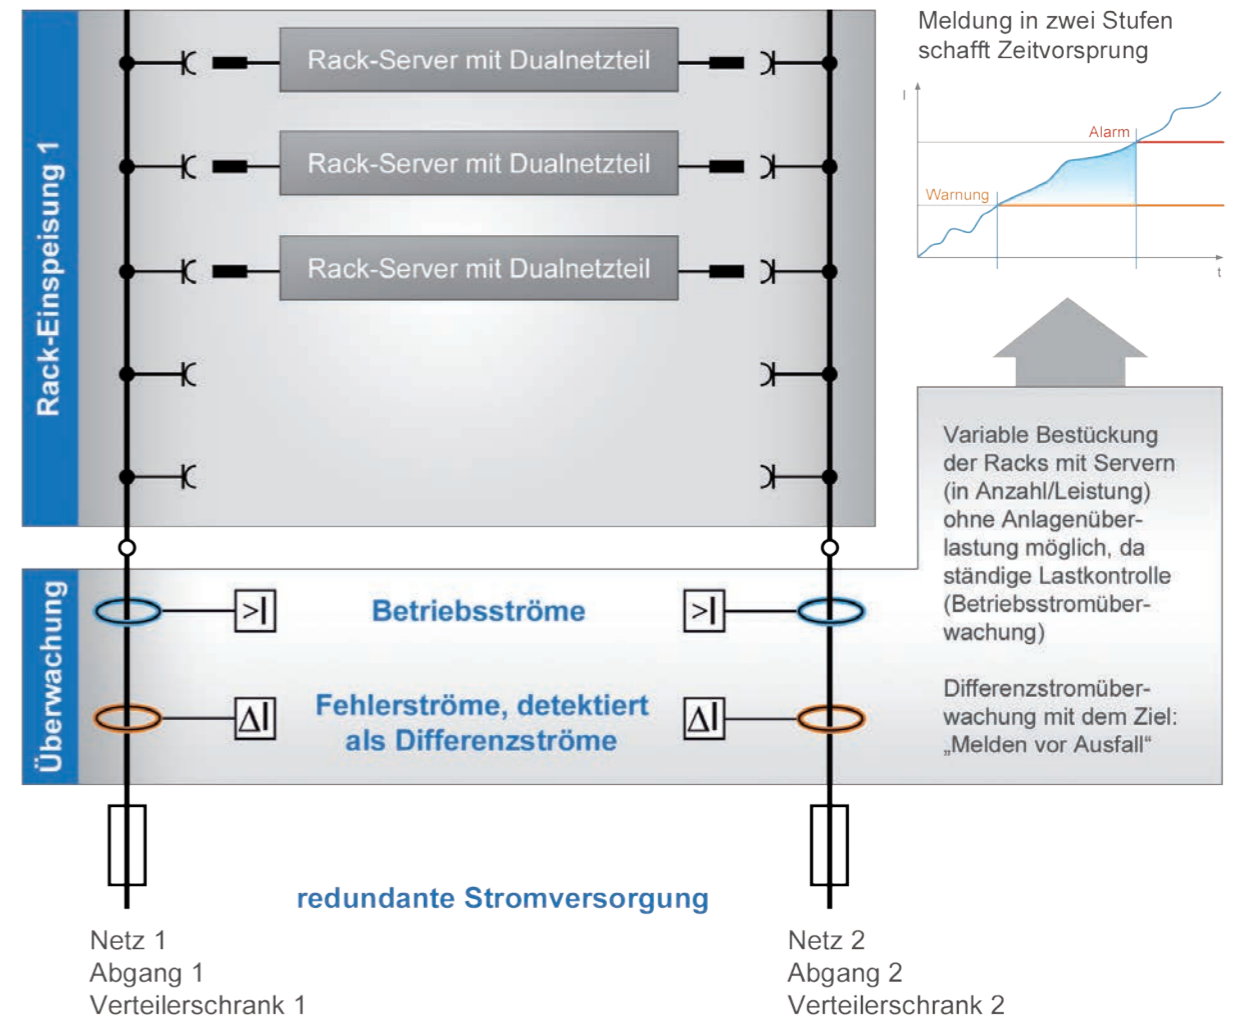 Rack-Einspeisung 1
Rack-Server mit Dualnetzteil
Rack-Server mit Dualnetzteil
Rack-Server mit Dualnetzteil
Meldung in zwei Stufen
schafft Zeitvorsprung
I
Alarm
Warnung
t
Variable Bestückung
der Racks mit Servern
(in Anzahl/Leistung)
ohne Anlagenüber-
lastung möglich, da
ständige Lastkontrolle
(Betriebsstromüber-
wachung)
Differenzstromüber-
wachung mit dem Ziel:
„Melden vor Ausfall“
Überwachung
>I
Betriebsströme
>I
ΔI
Fehlerströme, detektiert
als Differenzströme
ΔI
redundante Stromversorgung
Netz 1
Abgang 1
Verteilerschrank 1
Netz 2
Abgang 2
Verteilerschrank 2